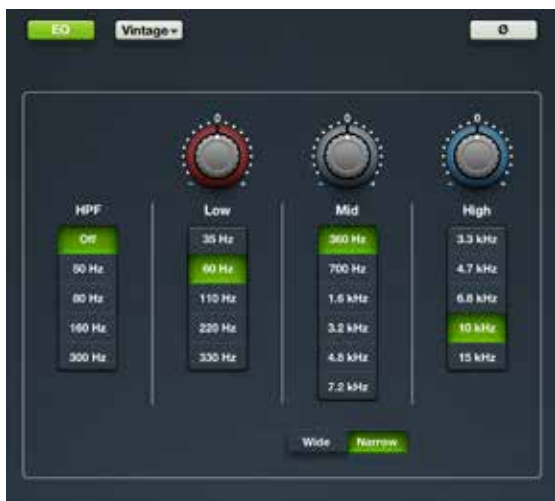 EQ Vintage Ø
0 0 0
HPF Low Mid High
Off 35 Hz 360 Hz 3.3 kHz
50 Hz 60 Hz 700 Hz 4.7 kHz
80 Hz 110 Hz 1.6 kHz 6.8 kHz
160 Hz 220 Hz 3.2 kHz 10 kHz
300 Hz 330 Hz 4.8 kHz 15 kHz
7.2 kHz
Wide Narrow